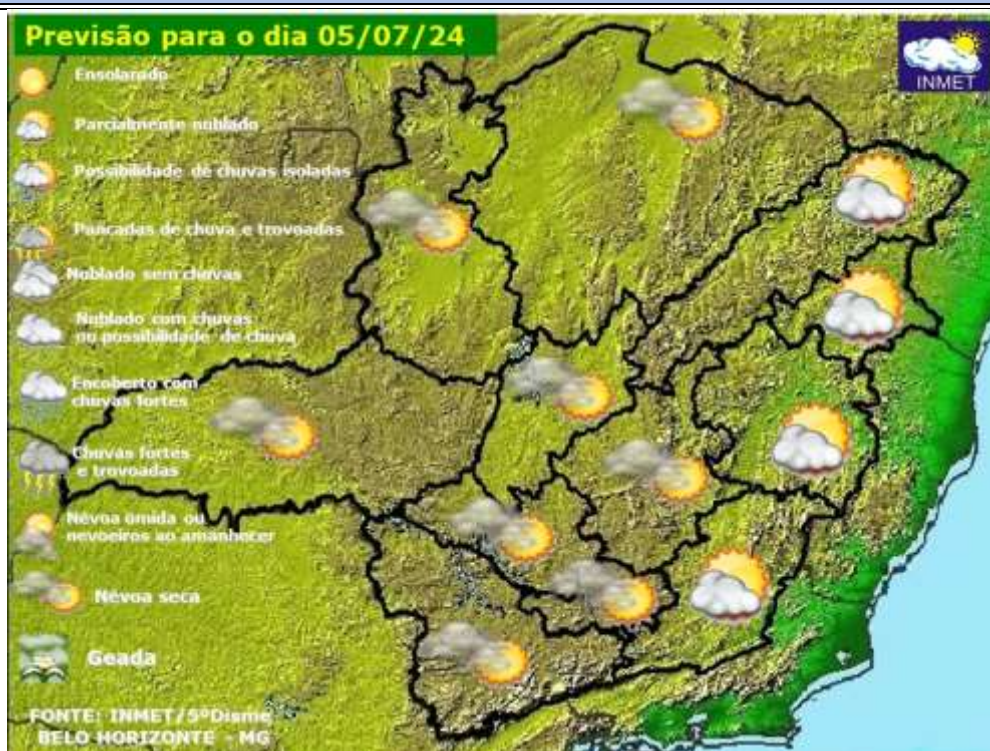 Previsão para o dia 05/07/24
INMET
Ensolarado
Parcialmente nublado
Possibilidade de chuvas isoladas
Pancadas de chuva e trovoadas
Nublado sem chuvas
Nublado com chuvas
ou possibilidade de chuva
Encoberto com
chuvas fortes
Chuvas fortes
e trovoadas
Névoa úmida ou
nevoeiros ao amanhecer
Névoa seca
Geada
FONTE: INMET/5ºDisme
BELO HORIZONTE - MG